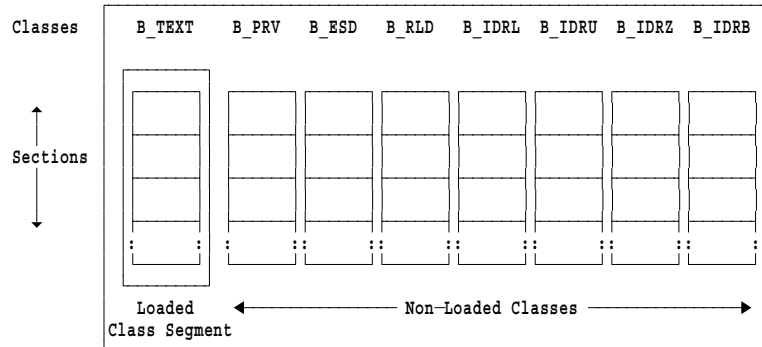 Classes B_TEXT B_PRV B_ESD B_RLD B_IDRL B_IDRU B_IDRZ B_IDRB
Sections
: : : :: :: :: :: :: :: :
Loaded Non-Loaded Classes
Class Segment